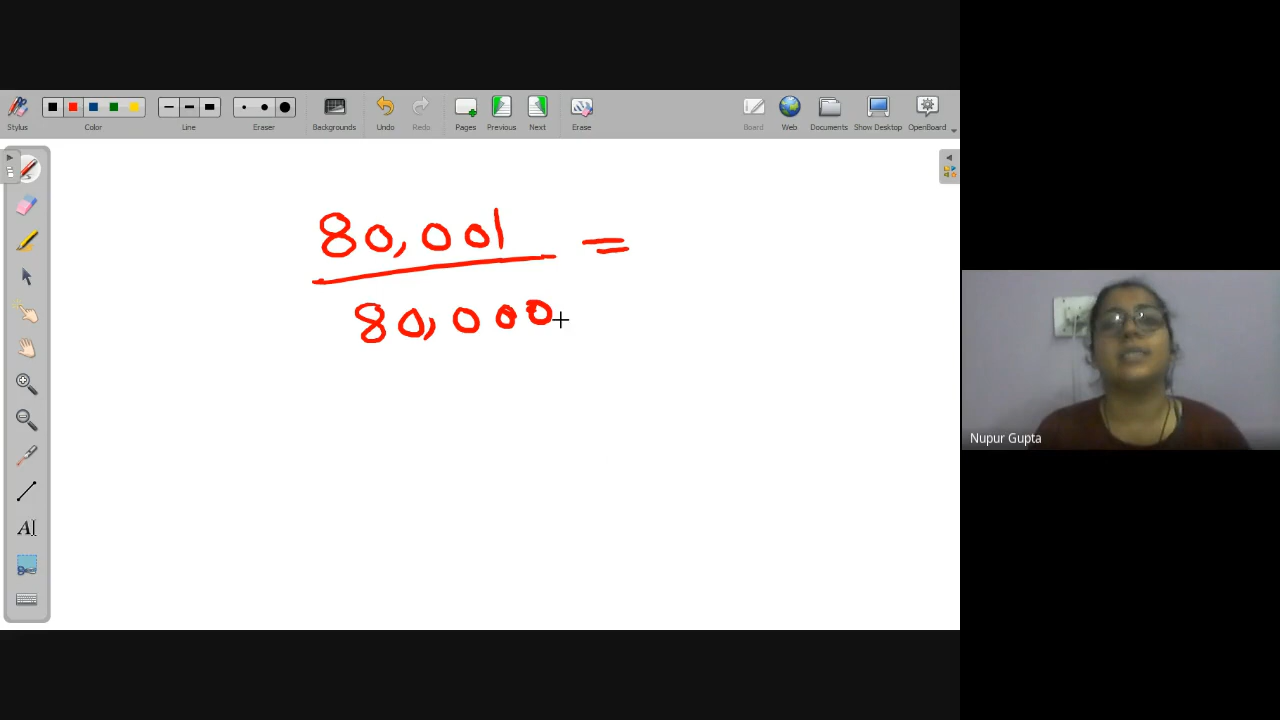 Stylus Color Line Eraser Backgrounds Undo Redo Pages Previous Next Erase Board Web Documents Show Desktop OpenBoard
80,001 =
80,000
Nupur Gupta